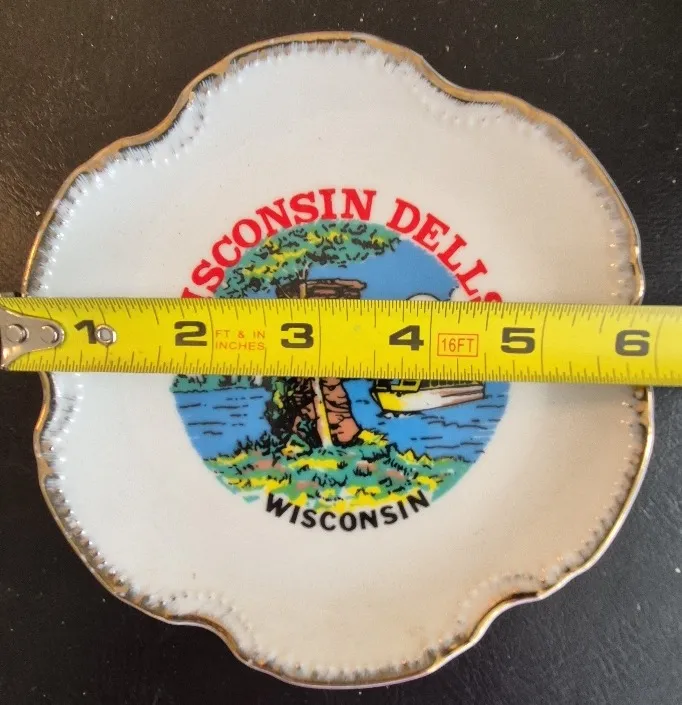 ISCONSIN DELLS
1 2 FT & IN INCHES 3 4 16FT 5 6
WISCONSIN